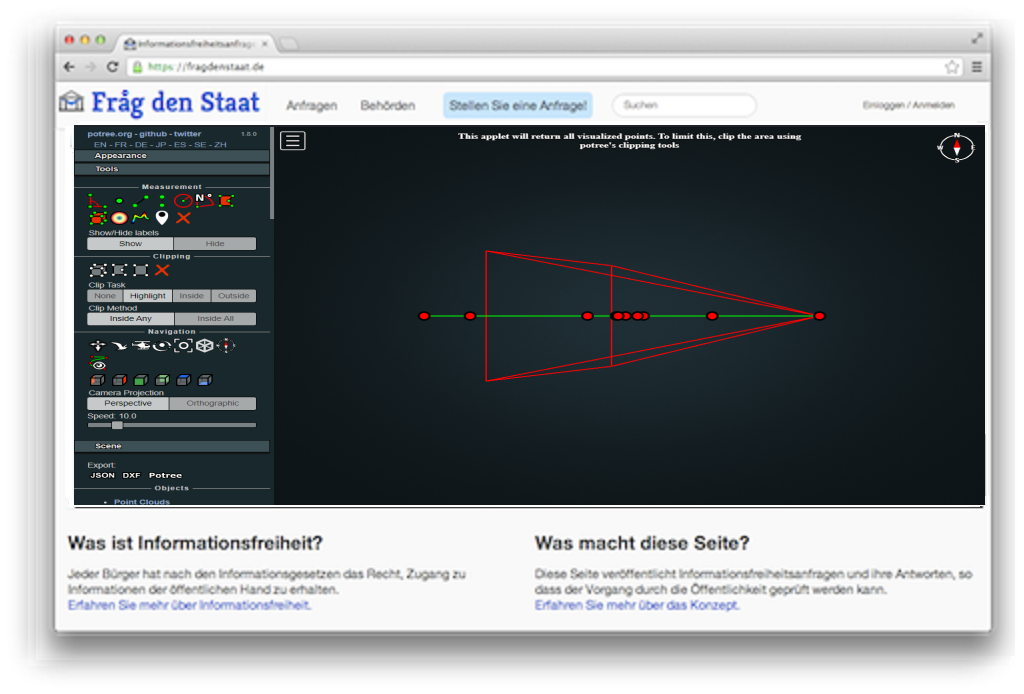 Informationsfreiheitsanfrag
https://fragdenstaat.de
Fråg den Staat
Anfragen
Behörden
Stellen Sie eine Anfrage!
Suchen
Einloggen / Anmelden
potree.org - github - twitter
1.8.0
EN - FR - DE - JP - ES - SE - ZH
Appearance
Tools
Measurement
N°
Show/Hide labels
Show
Hide
Clipping
Clip Task
None
Highlight
Inside
Outside
Clip Method
Inside Any
Inside All
Navigation
Camera Projection
Perspective
Orthographic
Speed: 10.0
Scene
Export:
JSON DXF Potree
Objects
Point Clouds
This applet will return all visualized points. To limit this, clip the area using
potree's clipping tools
N
W
E
S
Was ist Informationsfreiheit?
Jeder Bürger hat nach den Informationsgesetzen das Recht, Zugang zu
Informationen der öffentlichen Hand zu erhalten.
Erfahren Sie mehr über Informationsfreiheit.
Was macht diese Seite?
Diese Seite veröffentlicht Informationsfreiheitsanfragen und ihre Antworten, so
dass der Vorgang durch die Öffentlichkeit geprüft werden kann.
Erfahren Sie mehr über das Konzept.